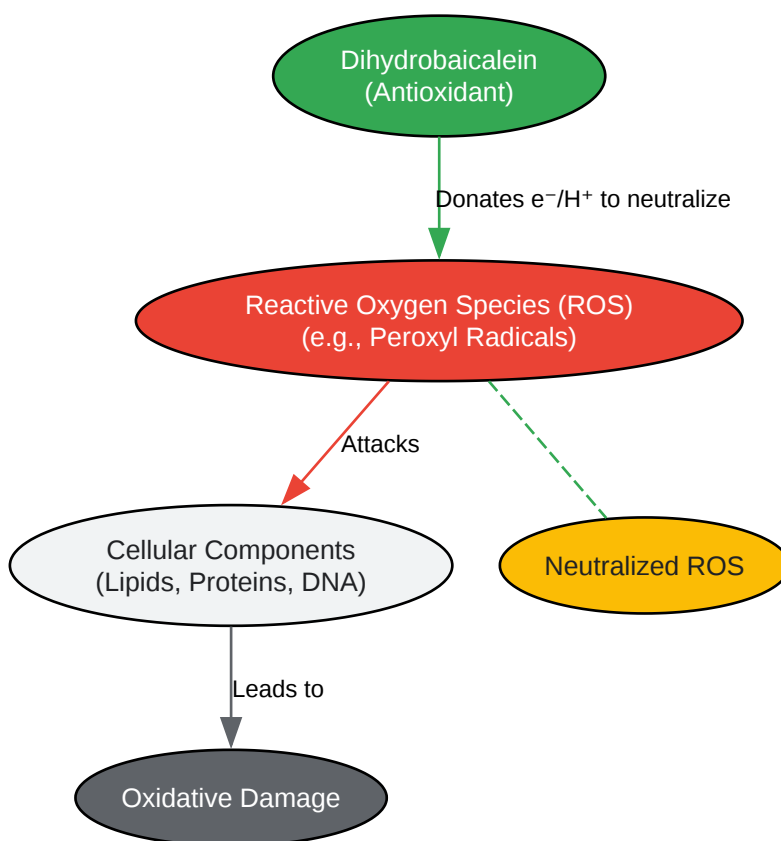 Dihydrobaicalein
(Antioxidant)
Donates e⁻/H⁺ to neutralize
Reactive Oxygen Species (ROS)
(e.g., Peroxyl Radicals)
Attacks
Cellular Components
(Lipids, Proteins, DNA)
Neutralized ROS
Leads to
Oxidative Damage